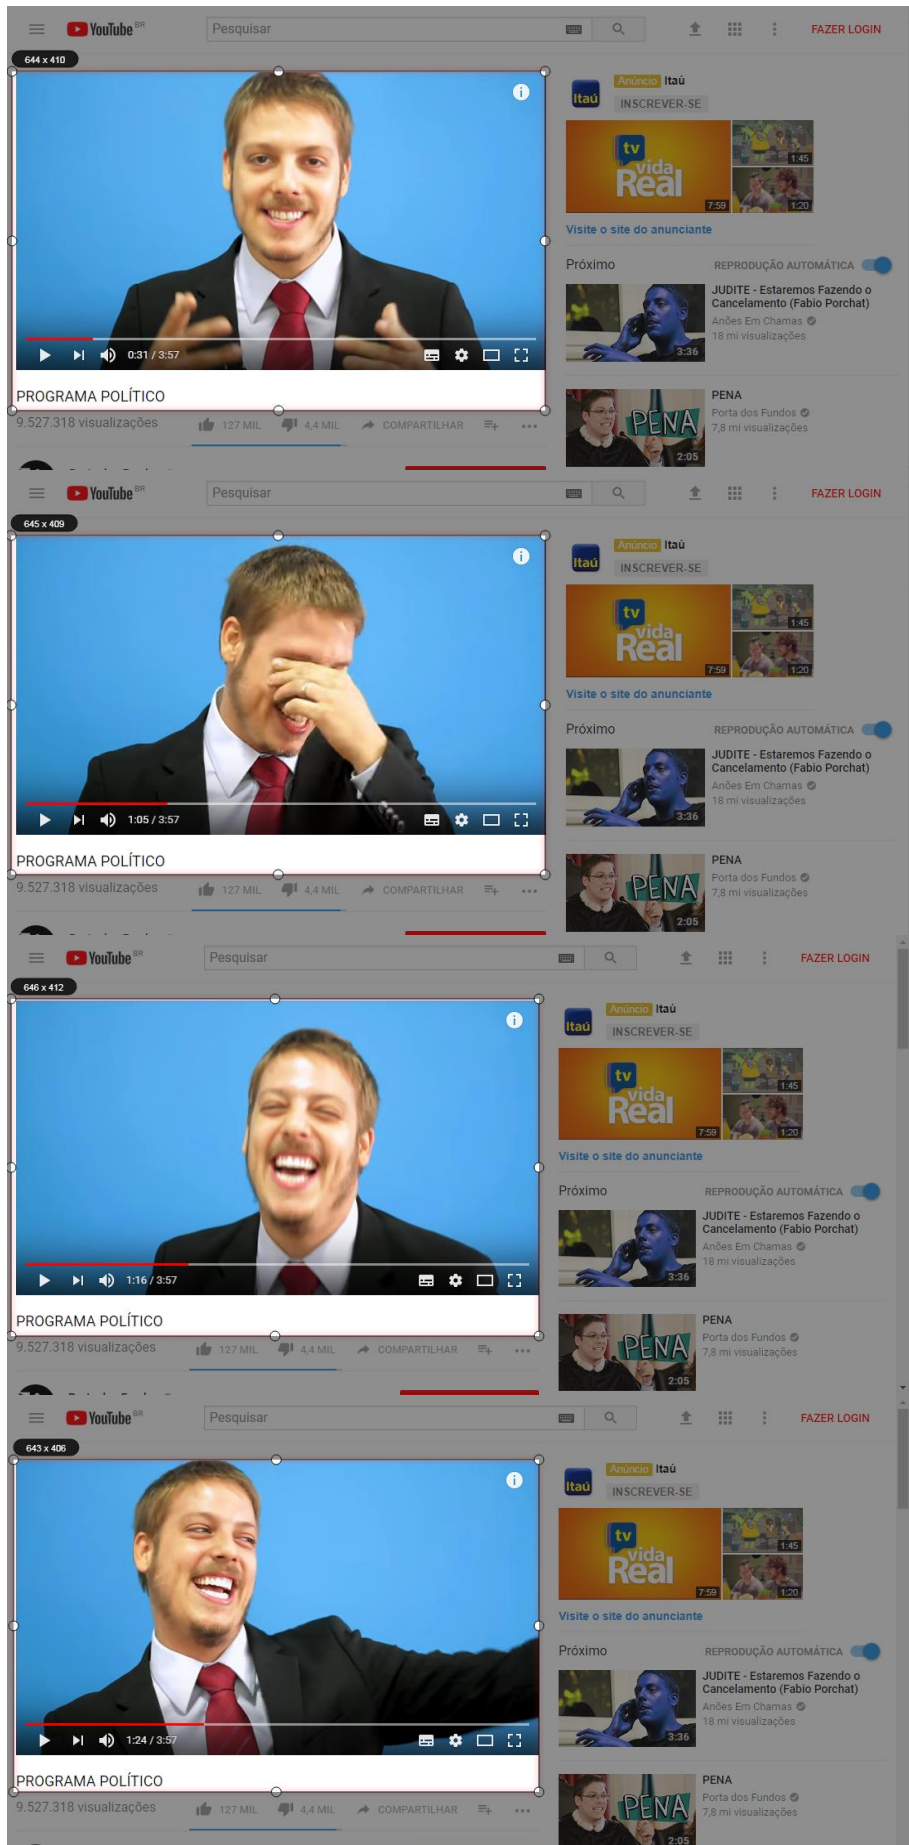 YouTube BR
Pesquisar
FAZER LOGIN
644 x 410
Anúncio Itaú
Itaú
INSCREVER-SE
tv
vida
Real
1:45
7:59
1:20
Visite o site do anunciante
Próximo
REPRODUÇÃO AUTOMÁTICA
JUDITE - Estaremos Fazendo o
Cancelamento (Fabio Porchat)
Anões Em Chamas
18 mi visualizações
3:36
0:31 / 3:57
PROGRAMA POLÍTICO
9.527.318 visualizações
127 MIL
4,4 MIL
COMPARTILHAR
PENA
PENA
Porta dos Fundos
7,8 mi visualizações
2:05
YouTube BR
Pesquisar
FAZER LOGIN
645 x 409
Anúncio Itaú
Itaú
INSCREVER-SE
tv
vida
Real
1:45
7:59
1:20
Visite o site do anunciante
Próximo
REPRODUÇÃO AUTOMÁTICA
JUDITE - Estaremos Fazendo o
Cancelamento (Fabio Porchat)
Anões Em Chamas
18 mi visualizações
3:36
1:05 / 3:57
PROGRAMA POLÍTICO
9.527.318 visualizações
127 MIL
4,4 MIL
COMPARTILHAR
PENA
PENA
Porta dos Fundos
7,8 mi visualizações
2:05
YouTube BR
Pesquisar
FAZER LOGIN
646 x 412
Anúncio Itaú
Itaú
INSCREVER-SE
tv
vida
Real
1:45
7:59
1:20
Visite o site do anunciante
Próximo
REPRODUÇÃO AUTOMÁTICA
JUDITE - Estaremos Fazendo o
Cancelamento (Fabio Porchat)
Anões Em Chamas
18 mi visualizações
3:36
1:16 / 3:57
PROGRAMA POLÍTICO
9.527.318 visualizações
127 MIL
4,4 MIL
COMPARTILHAR
PENA
PENA
Porta dos Fundos
7,8 mi visualizações
2:05
YouTube BR
Pesquisar
FAZER LOGIN
643 x 406
Anúncio Itaú
Itaú
INSCREVER-SE
tv
vida
Real
1:45
7:59
1:20
Visite o site do anunciante
Próximo
REPRODUÇÃO AUTOMÁTICA
JUDITE - Estaremos Fazendo o
Cancelamento (Fabio Porchat)
Anões Em Chamas
18 mi visualizações
3:36
1:24 / 3:57
PROGRAMA POLÍTICO
9.527.318 visualizações
127 MIL
4,4 MIL
COMPARTILHAR
PENA
PENA
Porta dos Fundos
7,8 mi visualizações
2:05